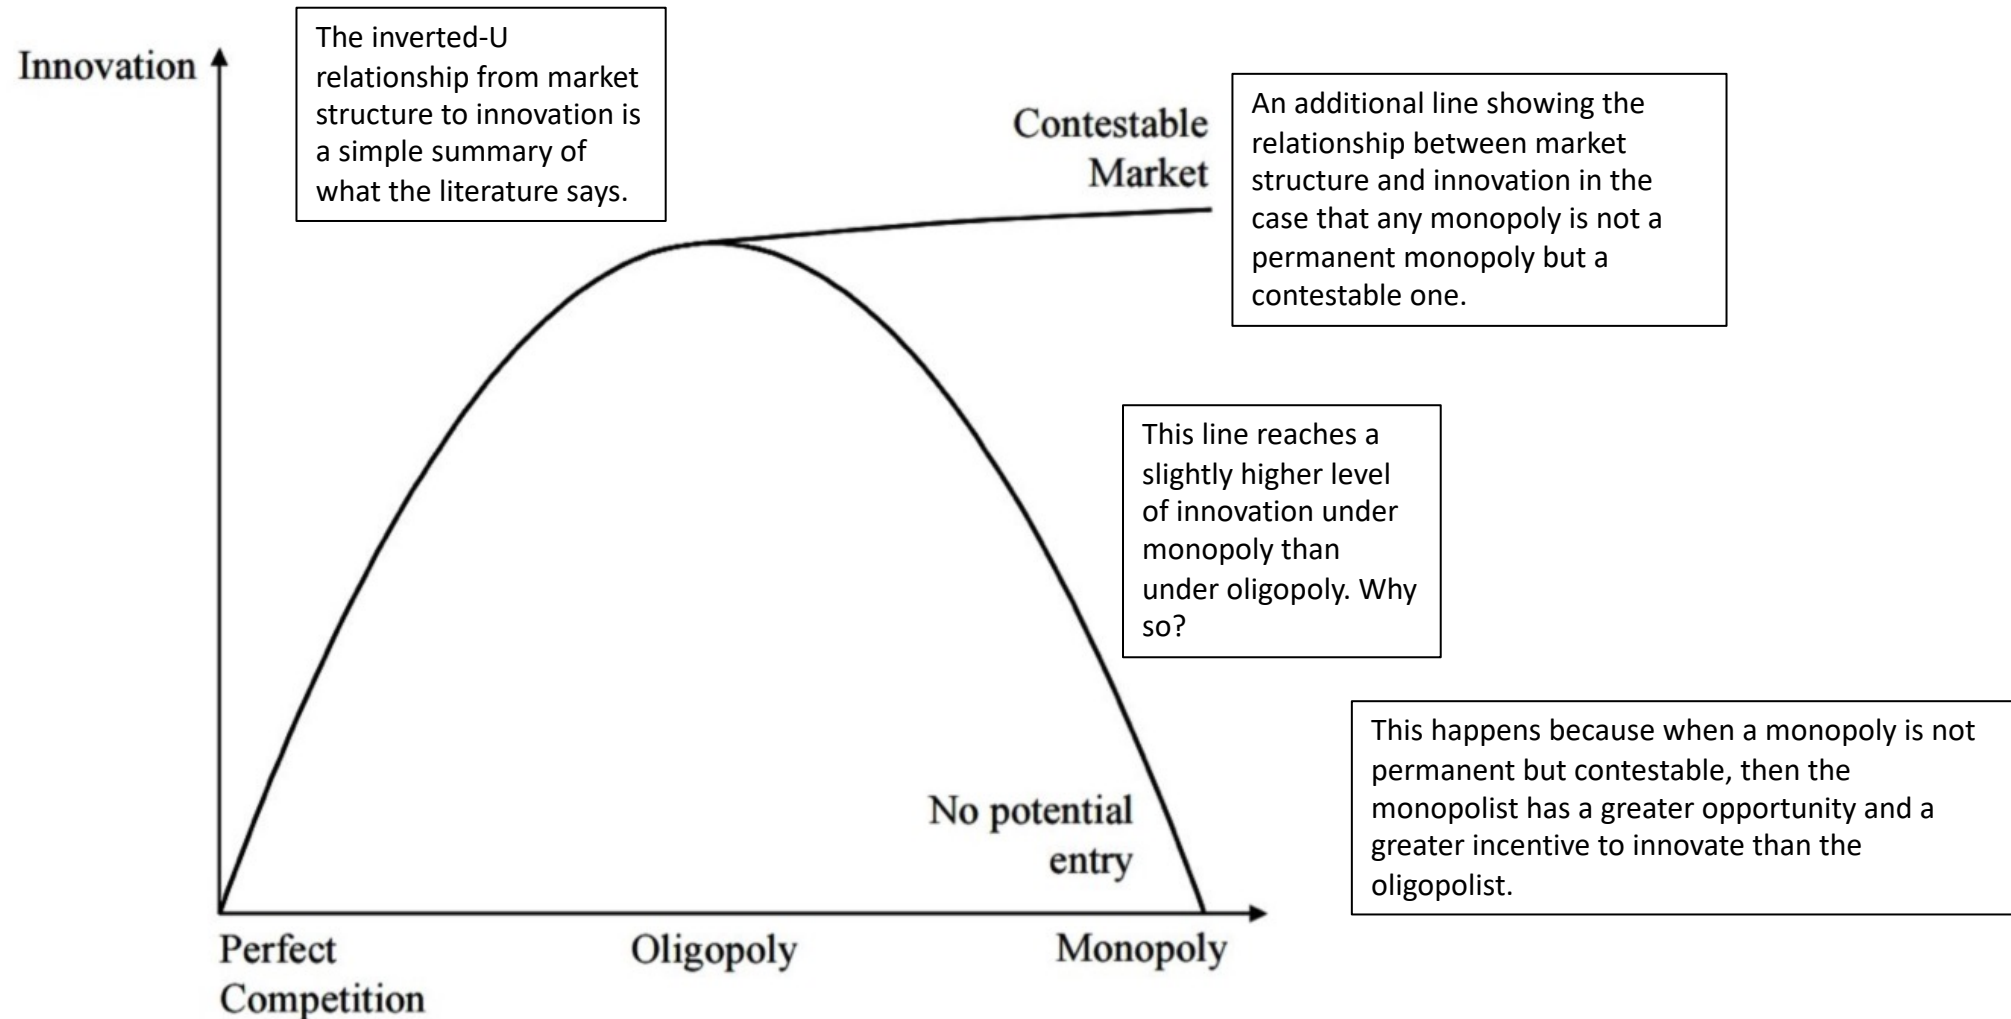 Innovation
The inverted-U
relationship from market
structure to innovation is
a simple summary of
what the literature says.
Contestable
Market
An additional line showing the
relationship between market
structure and innovation in the
case that any monopoly is not a
permanent monopoly but a
contestable one.
This line reaches a
slightly higher level
of innovation under
monopoly than
under oligopoly. Why
so?
This happens because when a monopoly is not
permanent but contestable, then the
monopolist has a greater opportunity and a
greater incentive to innovate than the
oligopolist.
No potential
entry
Perfect
Competition
Oligopoly
Monopoly